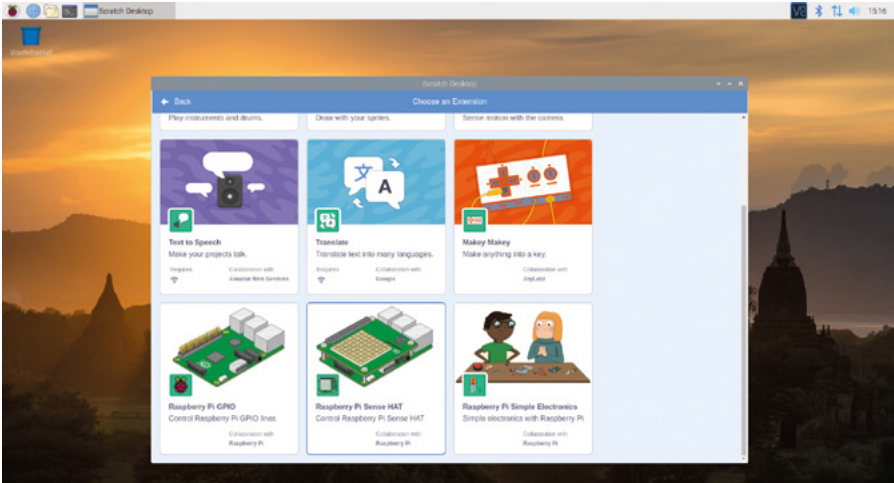 Scratch Desktop
15:16
Wastebasket
Scratch Desktop
Back
Choose an Extension
Play instruments and drums.
Draw with your sprites.
Sense motion with the camera.
文
A
Text to Speech
Make your projects talk.
Requires
Collaboration with
Amazon Web Services
Translate
Translate text into many languages.
Requires
Collaboration with
Google
Makey Makey
Make anything into a key.
Collaboration with
JoyLabz
Raspberry Pi GPIO
Control Raspberry Pi GPIO lines
Collaboration with
Raspberry Pi
Raspberry Pi Sense HAT
Control Raspberry Pi Sense HAT
Collaboration with
Raspberry Pi
Raspberry Pi Simple Electronics
Simple electronics with Raspberry Pi
Collaboration with
Raspberry Pi